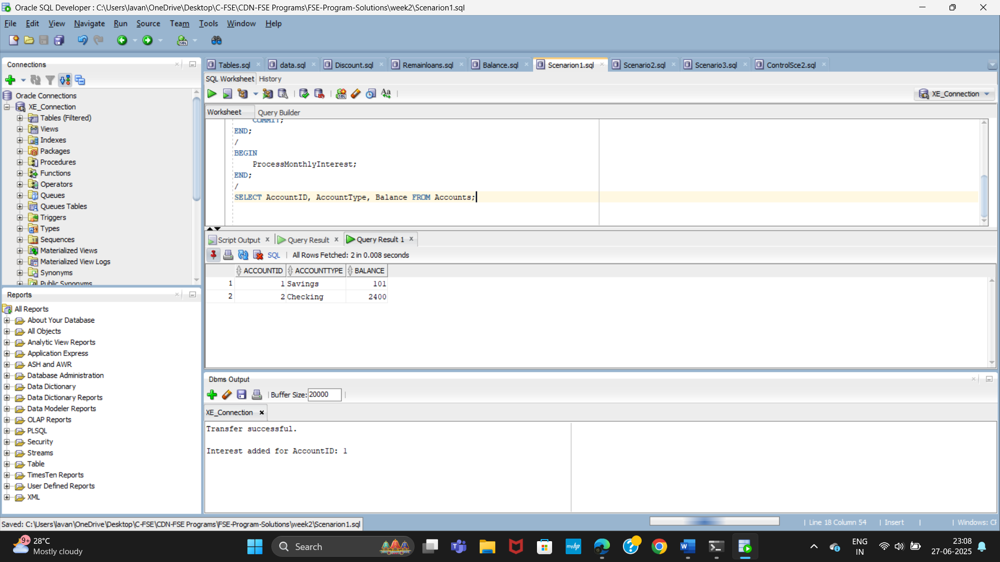 Oracle SQL Developer : C:\Users\lavan\OneDrive\Desktop\C-FSE\CDN-FSE Programs\FSE-Program-Solutions\week2\Scenarion1.sql
File Edit View Navigate Run Source Team Tools Window Help
Connections
Tables.sql data.sql Discount.sql Remainloans.sql Balance.sql Scenarion1.sql Scenario2.sql Scenario3.sql ControlSce2.sql
SQL Worksheet History
XE_Connection
Worksheet Query Builder
Oracle Connections
XE_Connection
Tables (Filtered)
Views
Indexes
Packages
Procedures
Functions
Operators
Queues
Queues Tables
Triggers
Types
Sequences
Materialized Views
Materialized View Logs
Synonyms
Public Synonyms
COMMIT;
END;
/
BEGIN
ProcessMonthlyInterest;
END;
/
SELECT AccountID, AccountType, Balance FROM Accounts;
Script Output Query Result Query Result 1
SQL All Rows Fetched: 2 in 0.008 seconds
ACCOUNTID ACCOUNTTYPE BALANCE
1 1 Savings 101
2 2 Checking 2400
Reports
All Reports
About Your Database
All Objects
Analytic View Reports
Application Express
ASH and AWR
Database Administration
Data Dictionary
Data Dictionary Reports
Data Modeler Reports
OLAP Reports
PLSQL
Security
Streams
Table
TimesTen Reports
User Defined Reports
XML
Dbms Output
Buffer Size: 20000
XE_Connection
Transfer successful.
Interest added for AccountID: 1
Saved: C:\Users\lavan\OneDrive\Desktop\C-FSE\CDN-FSE Programs\FSE-Program-Solutions\week2\Scenarion1.sql
Line 18 Column 54 Insert Windows: CF
9+ 28°C
Mostly cloudy
Search
myhp
ENG
IN
23:08
27-06-2025